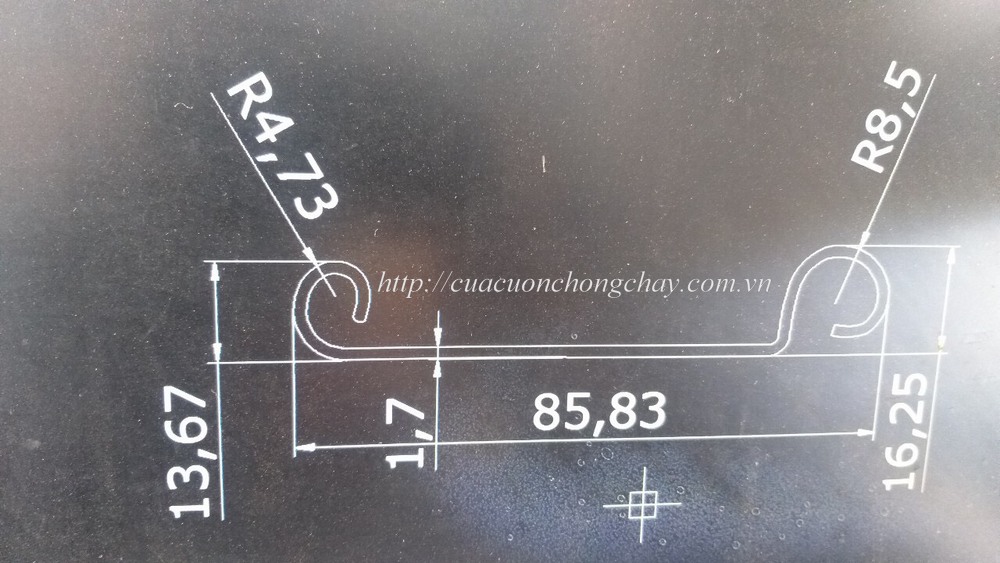 R4,73
R8,5
http://cuacuonchongchay.com.vn
13,67
1,7
85,83
16,25